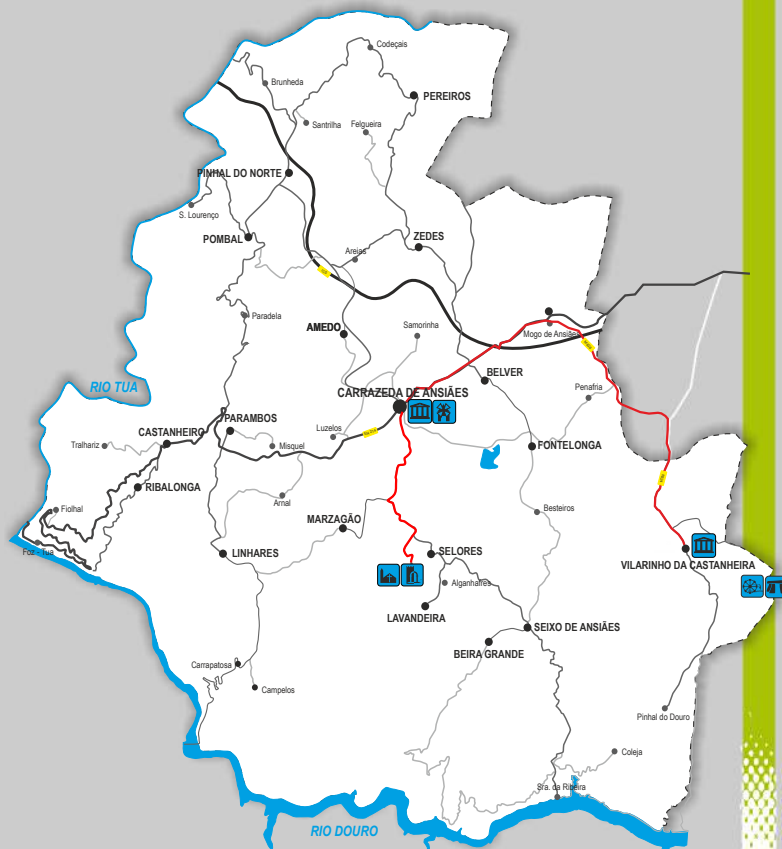 Codeçais
Brunheda
PEREIROS
Santrilha
Felgueira
PINHAL DO NORTE
S. Lourenço
POMBAL
ZEDES
Areias
Paradela
AMEDO
Samorinha
Mogo de Ansiães
RIO TUA
BELVER
CARRAZEDA DE ANSIÃES
Penafria
PARAMBOS
CASTANHEIRO
Luzelos
Tralhariz
Misquel
FONTELONGA
RIBALONGA
Arnal
Fiolhal
Besteiros
MARZAGÃO
Foz - Tua
LINHARES
SELORES
VILARINHO DA CASTANHEIRA
Alganhafres
LAVANDEIRA
SEIXO DE ANSIÃES
BEIRA GRANDE
Carrapatosa
Campelos
Pinhal do Douro
Coleja
Sra. da Ribeira
RIO DOURO